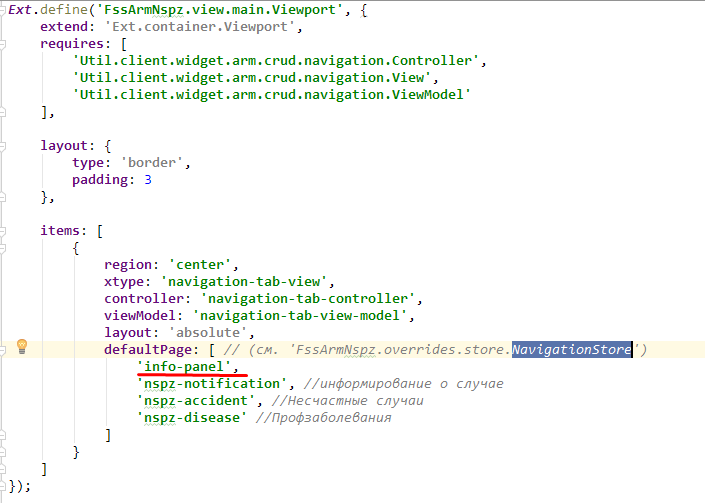 Ext.define('FssArmNspz.view.main.Viewport', {
    extend: 'Ext.container.Viewport',
    requires: [
        'Util.client.widget.arm.crud.navigation.Controller',
        'Util.client.widget.arm.crud.navigation.View',
        'Util.client.widget.arm.crud.navigation.ViewModel'
    ],
    layout: {
        type: 'border',
        padding: 3
    },
    items: [
        {
            region: 'center',
            xtype: 'navigation-tab-view',
            controller: 'navigation-tab-controller',
            viewModel: 'navigation-tab-view-model',
            layout: 'absolute',
            defaultPage: [ // (см. 'FssArmNspz.overrides.store.NavigationStore')
                'info-panel',
                'nspz-notification', //информирование о случае
                'nspz-accident', //Несчастные случаи
                'nspz-disease' //Профзаболевания
            ]
        }
    ]
});